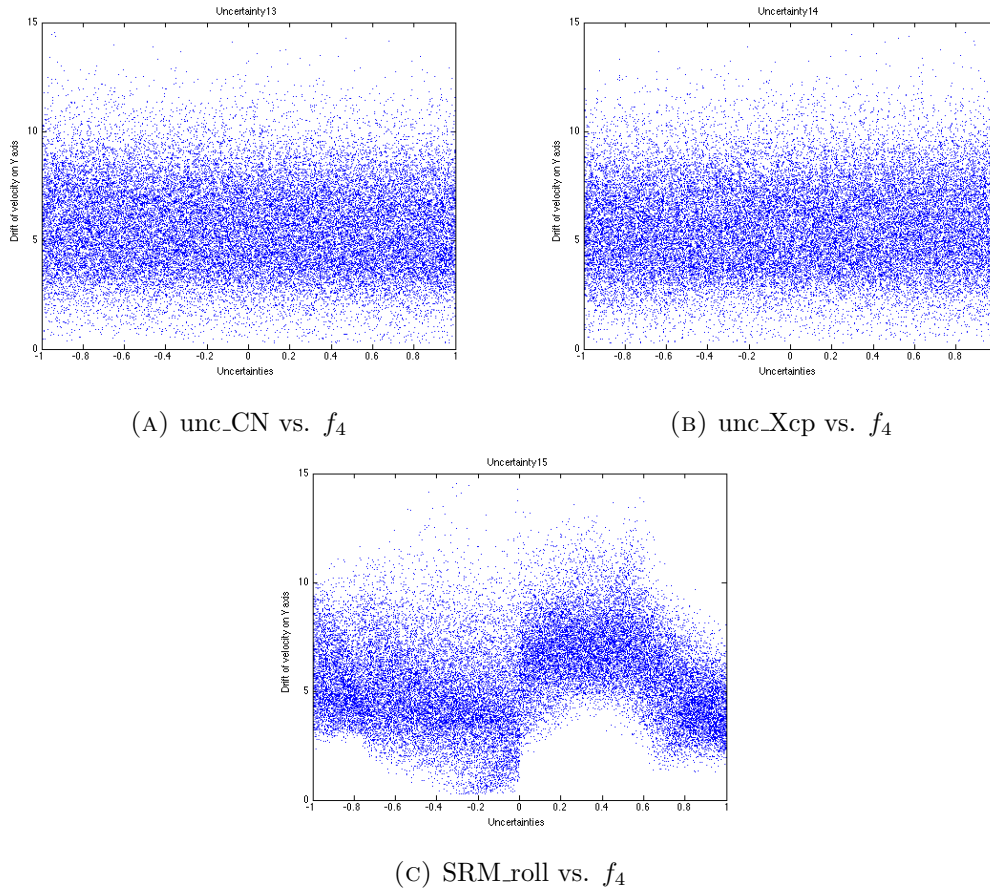 Uncertainty13
15
10
5
0
Drift of velocity on Y axis
-1 -0.8 -0.6 -0.4 -0.2 0 0.2 0.4 0.6 0.8 1
Uncertainties
(A) unc_CN vs. f4
Uncertainty14
15
10
5
0
Drift of velocity on Y axis
-1 -0.8 -0.6 -0.4 -0.2 0 0.2 0.4 0.6 0.8
Uncertainties
(B) unc_Xcp vs. f4
Uncertainty15
15
10
5
0
Drift of velocity on Y axis
-1 -0.8 -0.6 -0.4 -0.2 0 0.2 0.4 0.6 0.8 1
Uncertainties
(C) SRM_roll vs. f4